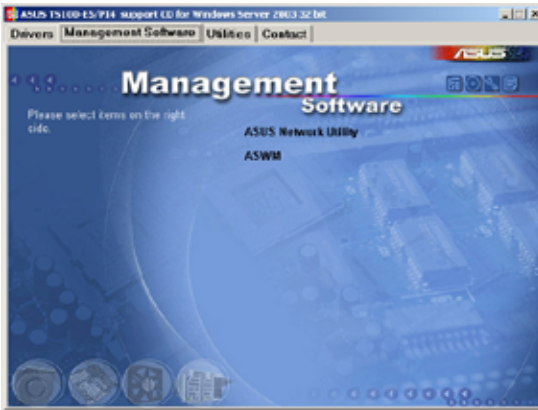 ASUS TS100-E5/PI4 support CD for Windows Server 2003 32 bit
Drivers Management Software Utilities Contact
ASUS
Management
Software
Please select items on the right
side.
ASUS Network Utility
ASWM